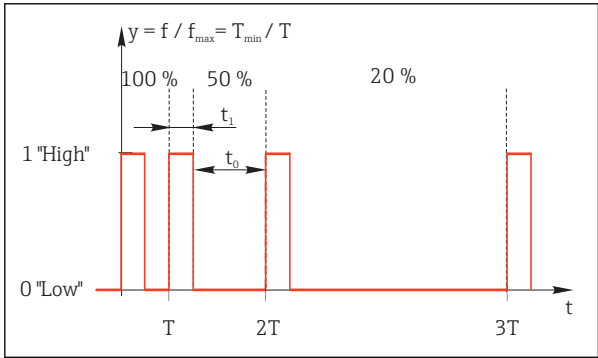 y = f / fmax = Tmin / T
100 % 50 % 20 %
t1
1 "High"
t0
0 "Low"
t
T 2T 3T